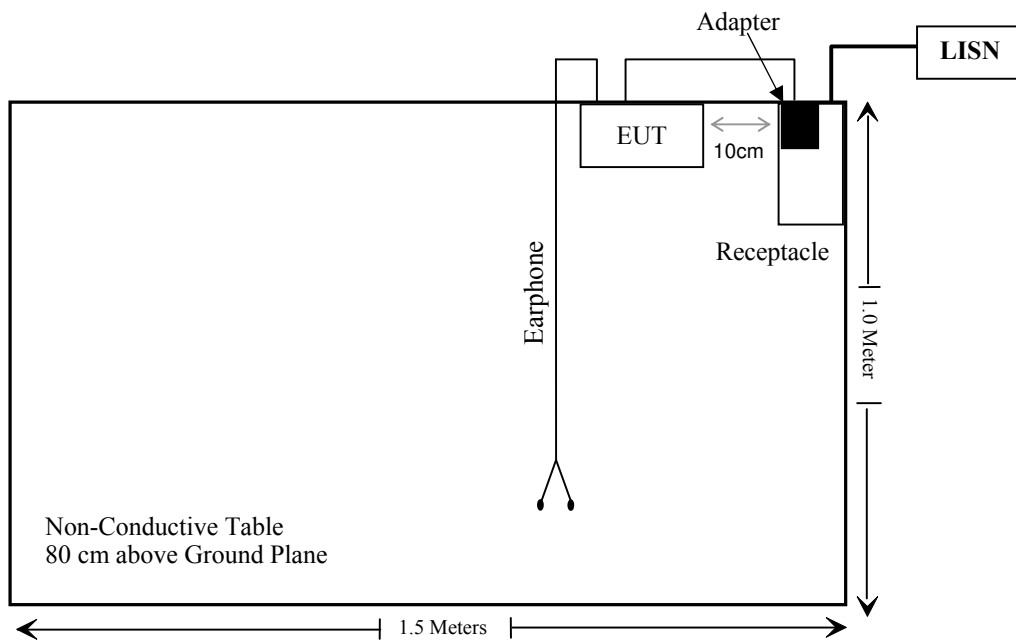 Adapter
LISN
EUT
10cm
Receptacle
Earphone
1.0 Meter
Non-Conductive Table
80 cm above Ground Plane
1.5 Meters